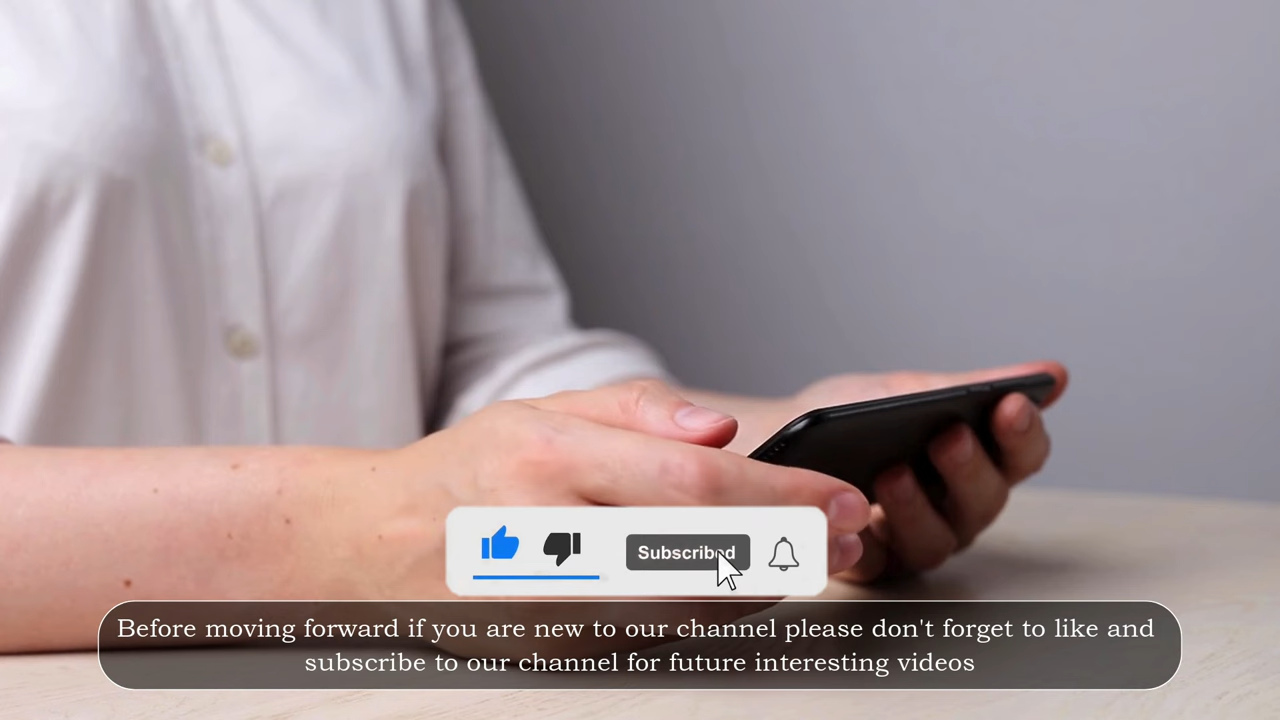 Subscribed
Before moving forward if you are new to our channel please don't forget to like and
subscribe to our channel for future interesting videos